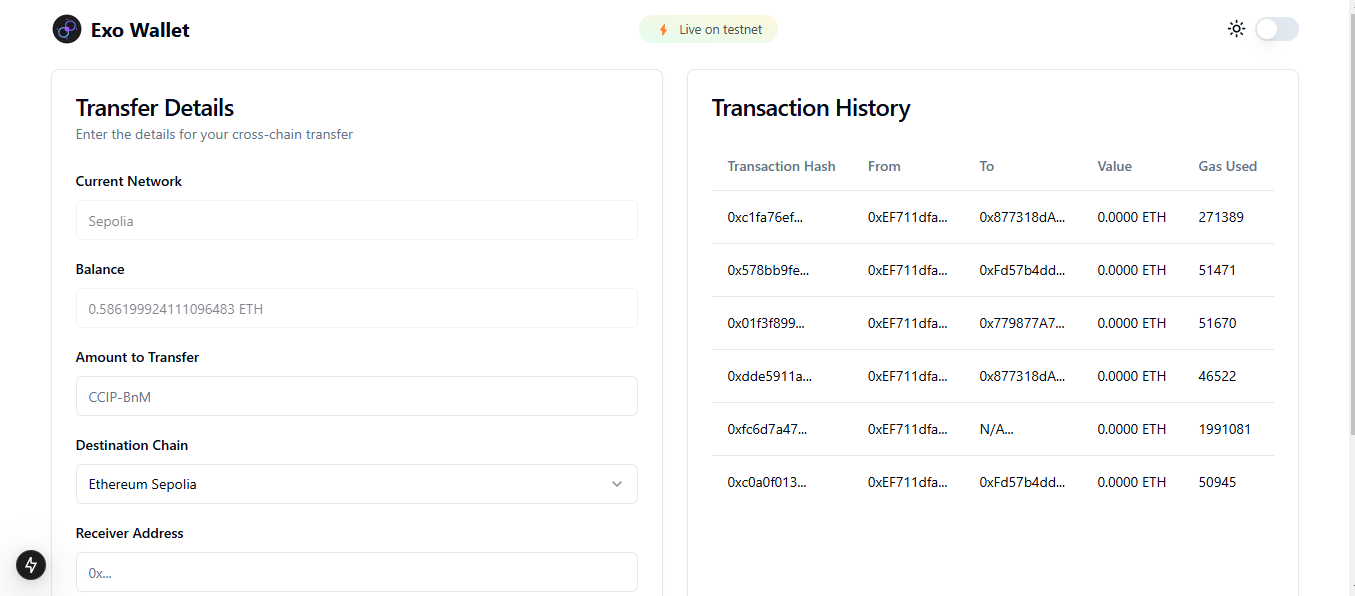 Exo Wallet
Live on testnet
Transfer Details
Enter the details for your cross-chain transfer
Current Network
Sepolia
Balance
0.586199924111096483 ETH
Amount to Transfer
CCIP-BnM
Destination Chain
Ethereum Sepolia
Receiver Address
0x...
Transaction History
Transaction Hash From To Value Gas Used
0xc1fa76ef... 0xEF711dfa... 0x877318dA... 0.0000 ETH 271389
0x578bb9fe... 0xEF711dfa... 0xFd57b4dd... 0.0000 ETH 51471
0x01f3f899... 0xEF711dfa... 0x779877A7... 0.0000 ETH 51670
0xdde5911a... 0xEF711dfa... 0x877318dA... 0.0000 ETH 46522
0xfc6d7a47... 0xEF711dfa... N/A... 0.0000 ETH 1991081
0xc0a0f013... 0xEF711dfa... 0xFd57b4dd... 0.0000 ETH 50945